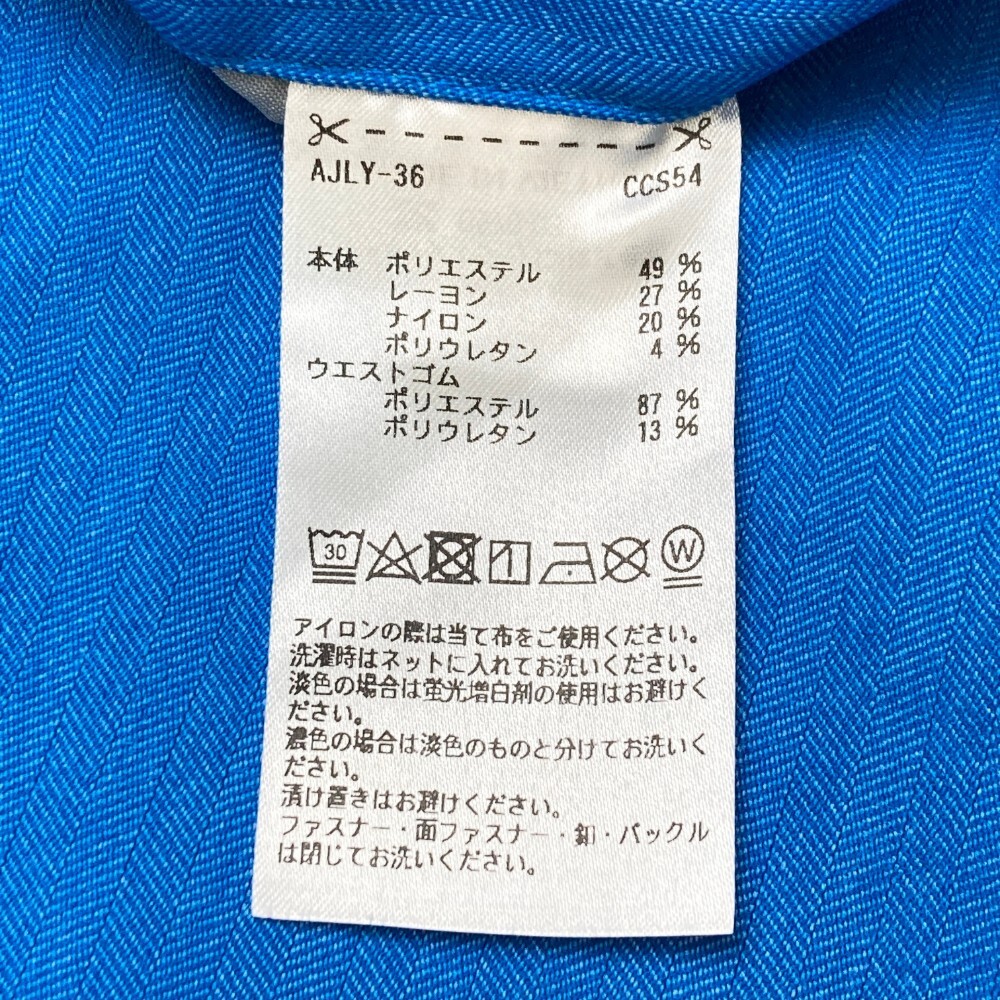 AJLY-36 CCS54
本体 ポリエステル 49 %
レーヨン 27 %
ナイロン 20 %
ポリウレタン 4 %
ウエストゴム
ポリエステル 87 %
ポリウレタン 13 %
30 W
アイロンの際は当て布をご使用ください。
洗濯時はネットに入れてお洗いください。
淡色の場合は蛍光増白剤の使用はお避けく
ださい。
濃色の場合は淡色のものと分けてお洗いく
ださい。
漬け置きはお避けください。
ファスナー・面ファスナー・釦・バックル
は閉じてお洗いください。